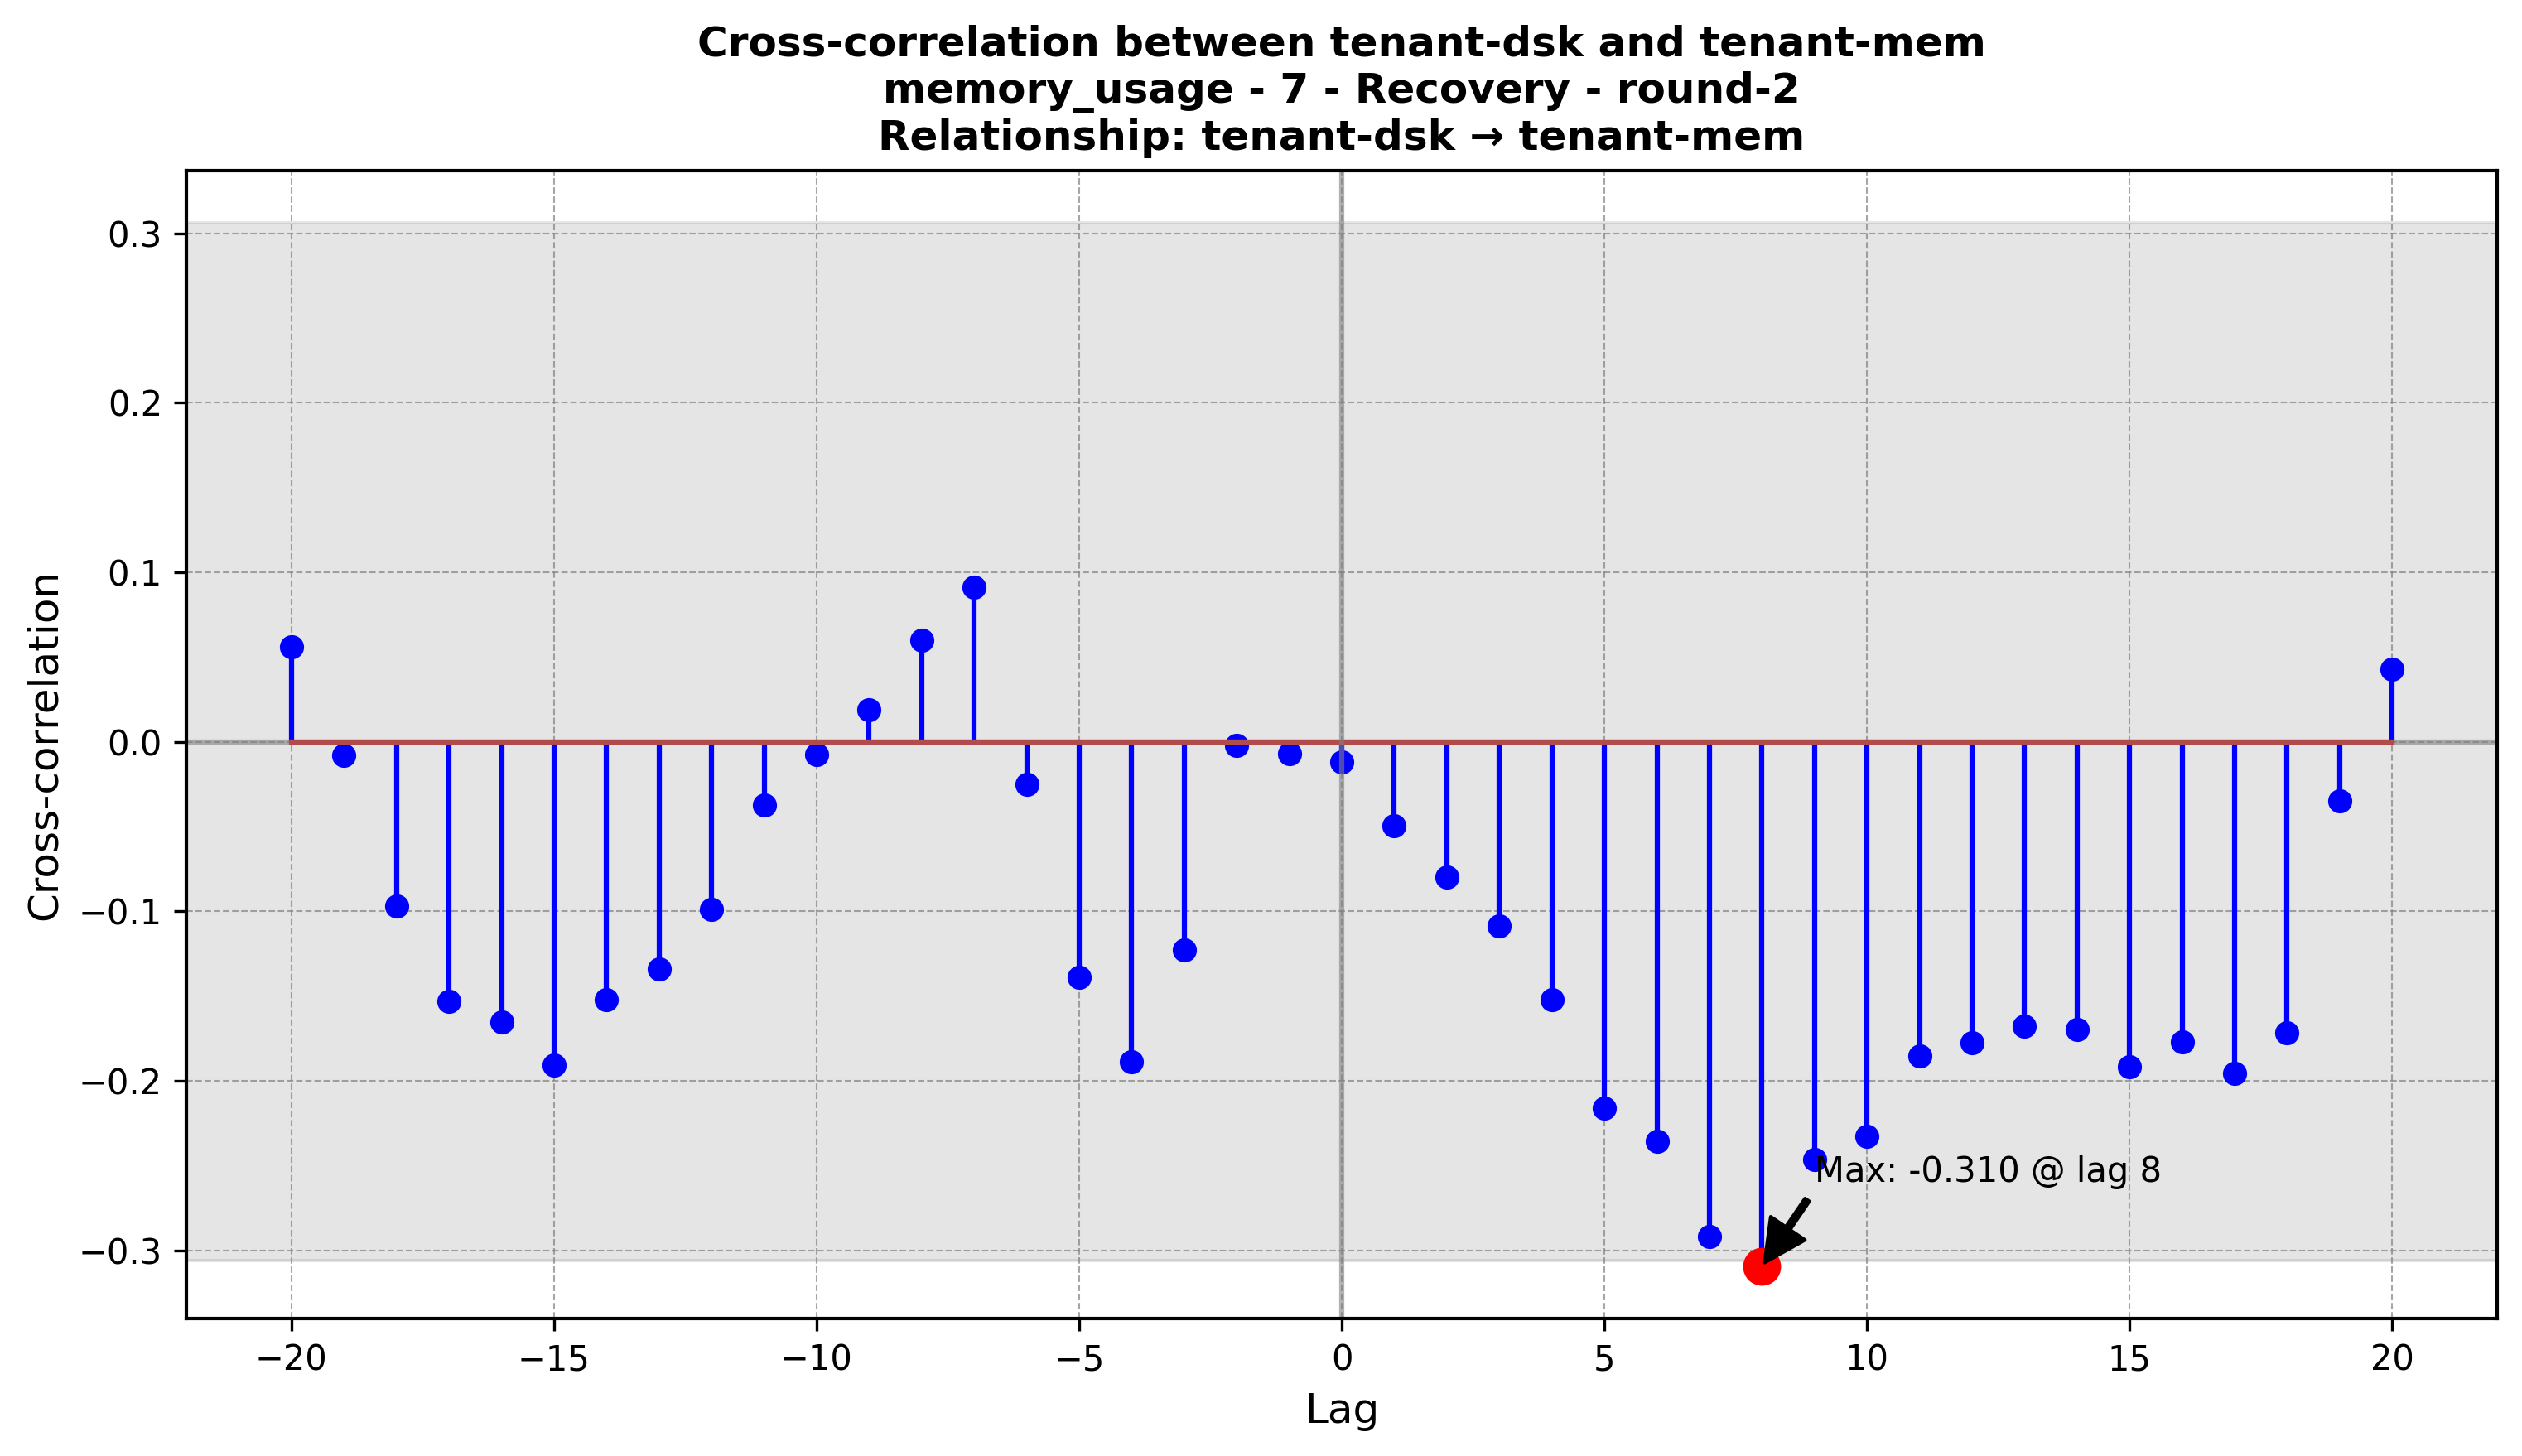 Cross-correlation between tenant-dsk and tenant-mem
memory_usage - 7 - Recovery - round-2
Relationship: tenant-dsk → tenant-mem
Cross-correlation
0.3
0.2
0.1
0.0
−0.1
−0.2
−0.3
Max: -0.310 @ lag 8
−20
−15
−10
−5
0
5
10
15
20
Lag